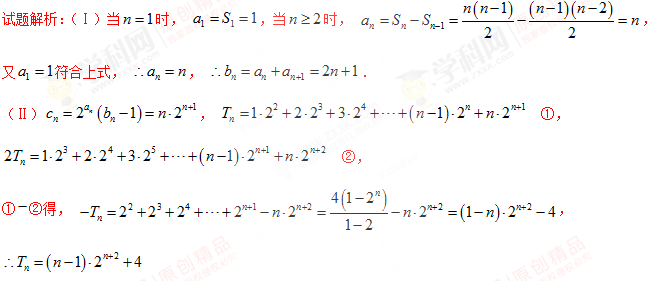 试题解析：（Ⅰ）当 n = 1 时， a₁ = S₁ = 1，当 n ≥ 2 时， aₙ = Sₙ − Sₙ₋₁ = n(n−1)/2 − (n−1)(n−2)/2 = n，
又 a₁ = 1 符合上式， ∴ aₙ = n， ∴ bₙ = aₙ + aₙ₊₁ = 2n+1．
（Ⅱ） cₙ = 2^(aₙ)(bₙ−1) = n·2^(n+1)， Tₙ = 1·2² + 2·2³ + 3·2⁴ + ⋯ + (n−1)·2ⁿ + n·2^(n+1) ①，
2Tₙ = 1·2³ + 2·2⁴ + 3·2⁵ + ⋯ + (n−1)·2^(n+1) + n·2^(n+2) ②，
①−②得， −Tₙ = 2² + 2³ + 2⁴ + ⋯ + 2^(n+1) − n·2^(n+2) = 4(1−2ⁿ)/(1−2) − n·2^(n+2) = (1−n)·2^(n+2) − 4，
∴ Tₙ = (n−1)·2^(n+2) + 4